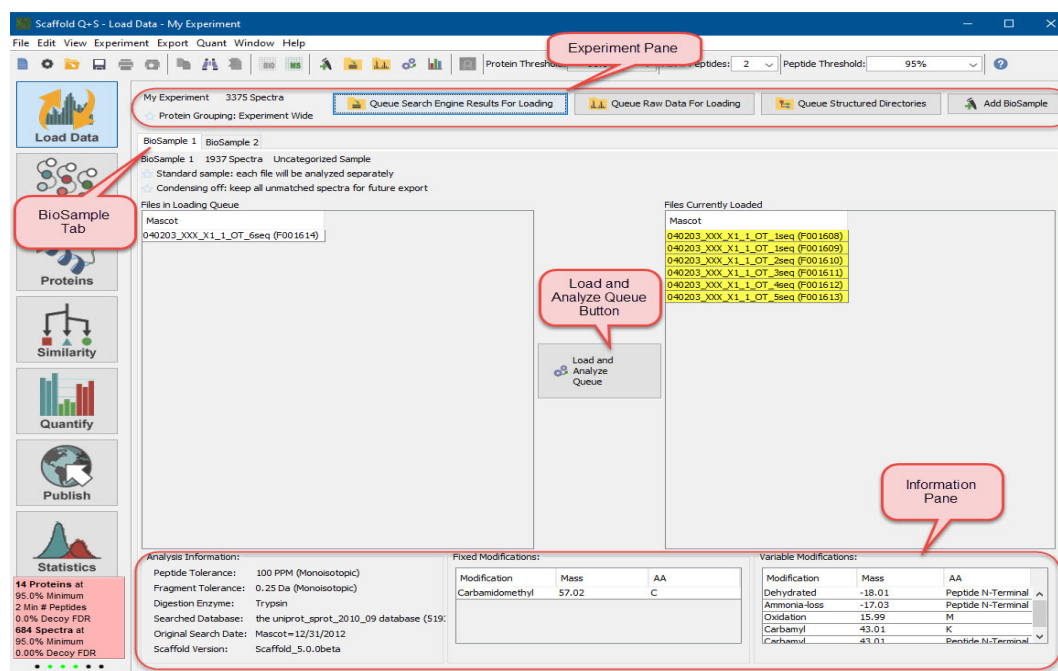 Scaffold Q+S - Load Data - My Experiment
File Edit View Experiment Export Quant Window Help
Experiment Pane
Protein Thresh
Peptides: 2
Peptide Threshold: 95%
My Experiment 3375 Spectra
Protein Grouping: Experiment Wide
Queue Search Engine Results For Loading
Queue Raw Data For Loading
Queue Structured Directories
Add BioSample
Load Data
BioSample 1 BioSample 2
BioSample 1 1937 Spectra Uncategorized Sample
Standard sample: each file will be analyzed separately
Condensing off: keep all unmatched spectra for future export
BioSample
Tab
Files in Loading Queue
Mascot
040203_XXX_X1_1_OT_6seq (F001614)
Files Currently Loaded
Mascot
040203_XXX_X1_1_OT_1seq (F001608)
040203_XXX_X1_1_OT_1seq (F001609)
040203_XXX_X1_1_OT_2seq (F001610)
040203_XXX_X1_1_OT_3seq (F001611)
040203_XXX_X1_1_OT_4seq (F001612)
040203_XXX_X1_1_OT_5seq (F001613)
Load and
Analyze Queue
Button
Load and
Analyze
Queue
Proteins
Similarity
Quantify
Publish
Statistics
Information
Pane
14 Proteins at
95.0% Minimum
2 Min # Peptides
0.0% Decoy FDR
684 Spectra at
95.0% Minimum
0.00% Decoy FDR
Analysis Information:
Peptide Tolerance: 100 PPM (Monoisotopic)
Fragment Tolerance: 0.25 Da (Monoisotopic)
Digestion Enzyme: Trypsin
Searched Database: the uniprot_sprot_2010_09 database (519:
Original Search Date: Mascot=12/31/2012
Scaffold Version: Scaffold_5.0.0beta
Fixed Modifications:
Modification Mass AA
Carbamidomethyl 57.02 C
Variable Modifications:
Modification Mass AA
Dehydrated -18.01 Peptide N-Terminal
Ammonia-loss -17.03 Peptide N-Terminal
Oxidation 15.99 M
Carbamyl 43.01 K
Carbamyl 43.01 Peptide N-Terminal